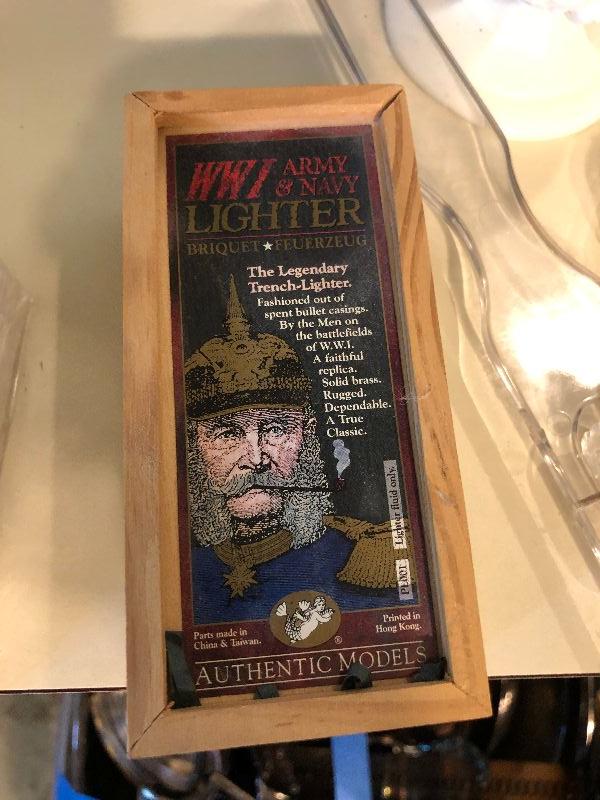 WWI ARMY
& NAVY
LIGHTER
BRIQUET ★ FEUERZEUG
The Legendary
Trench-Lighter.
Fashioned out of
spent bullet casings.
By the Men on
the battlefields
of W.W.I.
A faithful
replica.
Solid brass.
Rugged.
Dependable.
A True
Classic.
Lighter fluid only.
Parts made in
China & Taiwan.
®
Printed in
Hong Kong.
AUTHENTIC MODELS